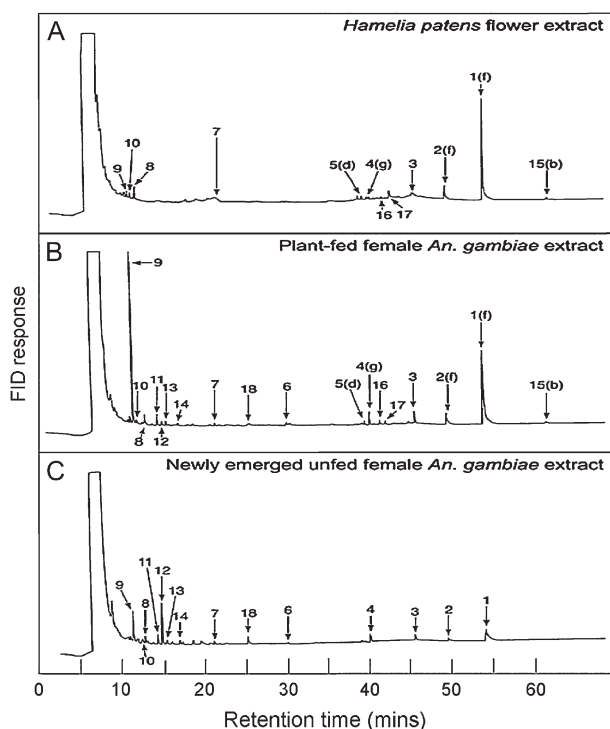 A
Hamelia patens flower extract
1(f)
7
10
9
8
5(d)
4(g)
3
2(f)
15(b)
16
17
B
Plant-fed female An. gambiae extract
9
1(f)
4(g)
10
11
13
14
7
18
6
5(d)
16
17
3
2(f)
15(b)
8
12
C
Newly emerged unfed female An. gambiae extract
12
11
13
9
8
14
7
18
6
4
3
2
1
10
FID response
0 10 20 30 40 50 60
Retention time (mins)